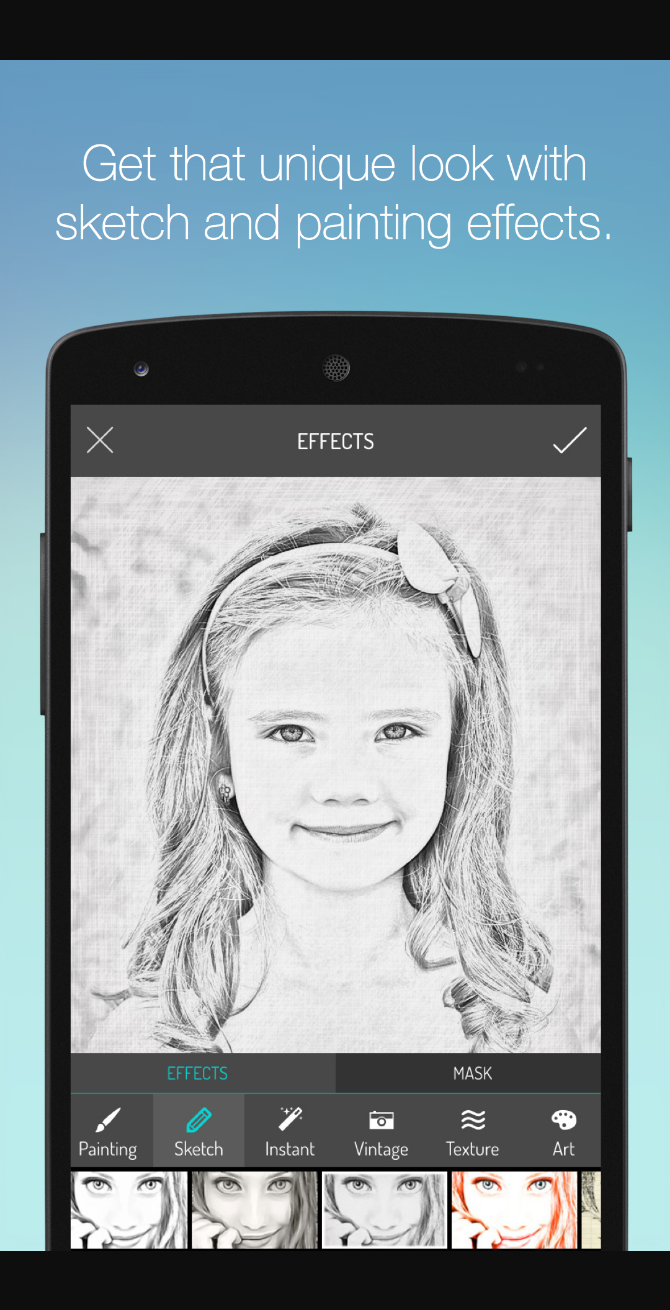 Get that unique look with
sketch and painting effects.
EFFECTS
EFFECTS MASK
Painting Sketch Instant Vintage Texture Art